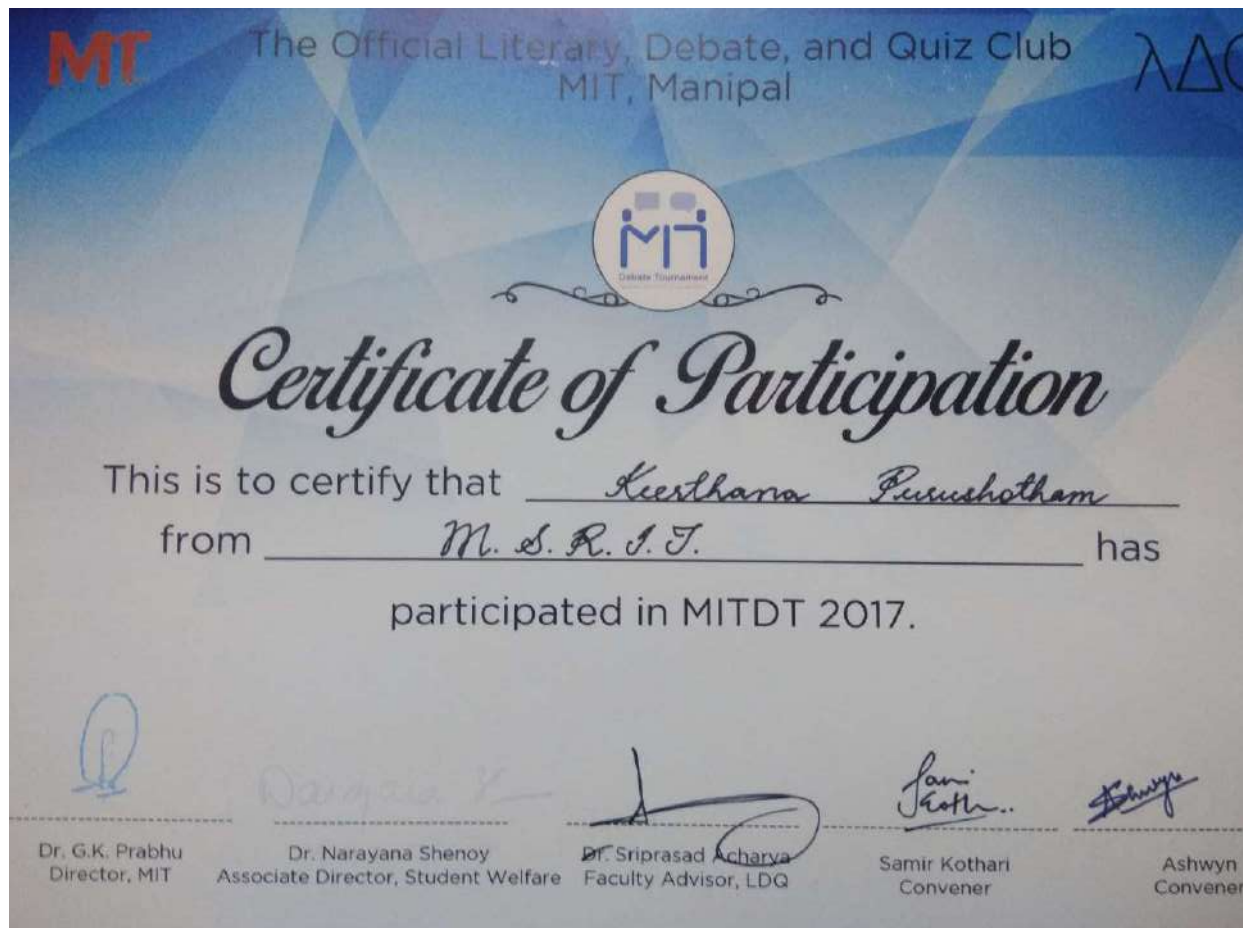 MIT
The Official Literary, Debate, and Quiz Club
MIT, Manipal
λΔ
MIT
Debate Tournament
Certificate of Participation
This is to certify that Keerthana Purushotham
from M. S. R. I. T. has
participated in MITDT 2017.
Dr. G.K. Prabhu
Director, MIT
Dr. Narayana Shenoy
Associate Director, Student Welfare
Dr. Sriprasad Acharya
Faculty Advisor, LDQ
Samir Kothari
Convener
Ashwyn
Convener